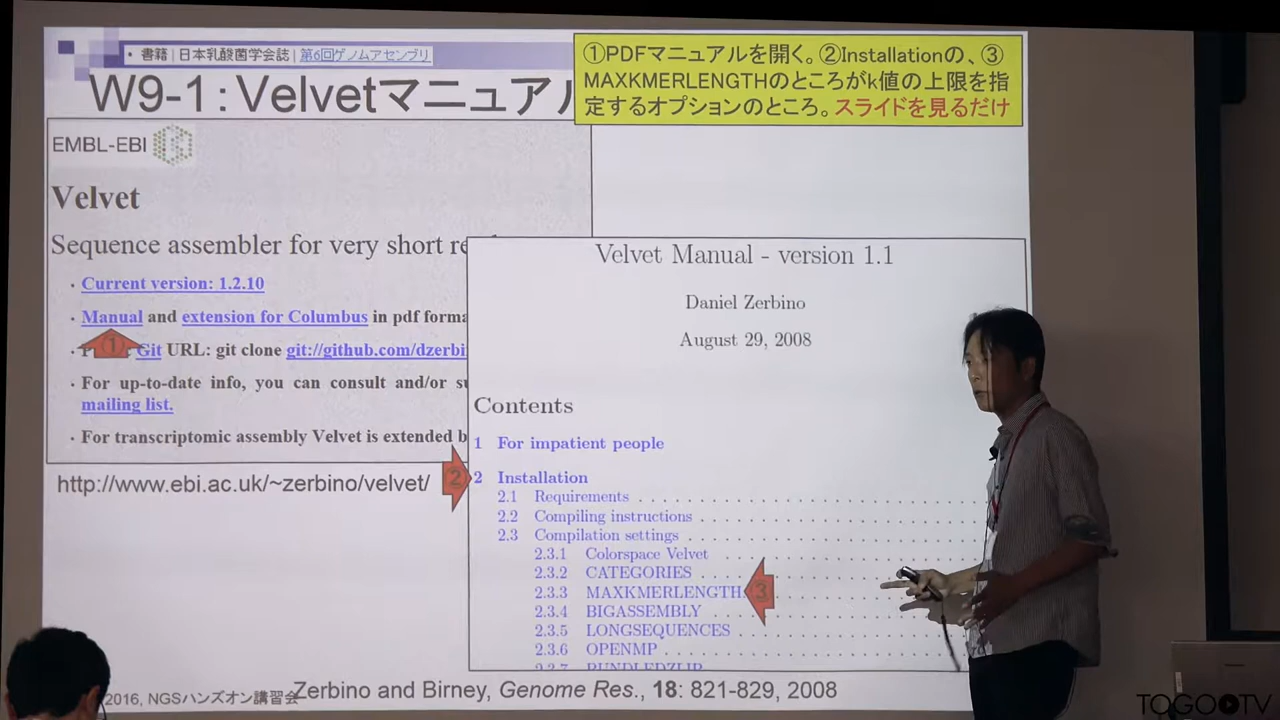 ・書籍 | 日本乳酸菌学会誌 | 第6回ゲノムアセンブリ
W9-1：Velvetマニュアル
①PDFマニュアルを開く。②Installationの、③
MAXKMERLENGTHのところがk値の上限を指
定するオプションのところ。スライドを見るだけ
EMBL-EBI
Velvet
Sequence assembler for very short re
· Current version: 1.2.10
· Manual and extension for Columbus in pdf forma
①
Git URL: git clone git://github.com/dzerbi
· For up-to-date info, you can consult and/or su
mailing list.
· For transcriptomic assembly Velvet is extended b
http://www.ebi.ac.uk/~zerbino/velvet/
Velvet Manual - version 1.1
Daniel Zerbino
August 29, 2008
Contents
1 For impatient people
② 2 Installation
2.1 Requirements
2.2 Compiling instructions
2.3 Compilation settings
2.3.1 Colorspace Velvet
2.3.2 CATEGORIES
2.3.3 MAXKMERLENGTH ③
2.3.4 BIGASSEMBLY
2.3.5 LONGSEQUENCES
2.3.6 OPENMP
2.3.7 BUNDLEDZLIB
2016, NGSハンズオン講習会
Zerbino and Birney, Genome Res., 18: 821-829, 2008
TOGOTV